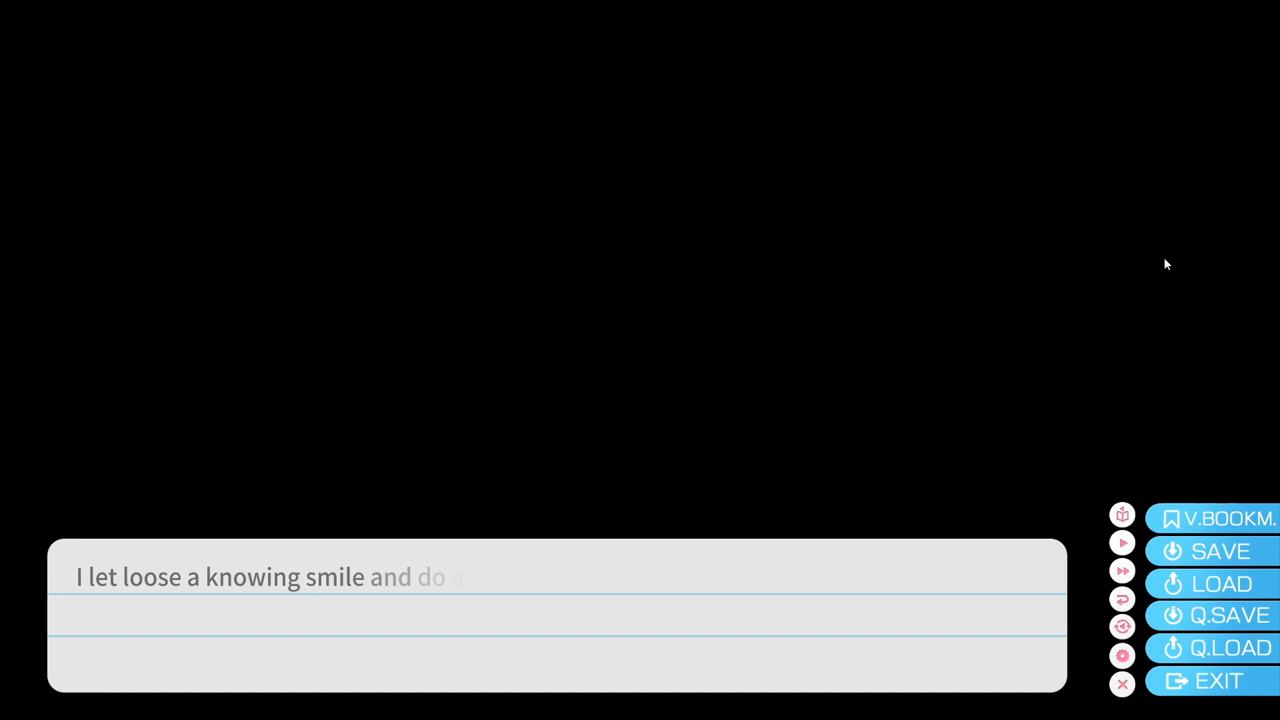 I let loose a knowing smile and do a
V.BOOKM.
SAVE
LOAD
Q.SAVE
Q.LOAD
EXIT